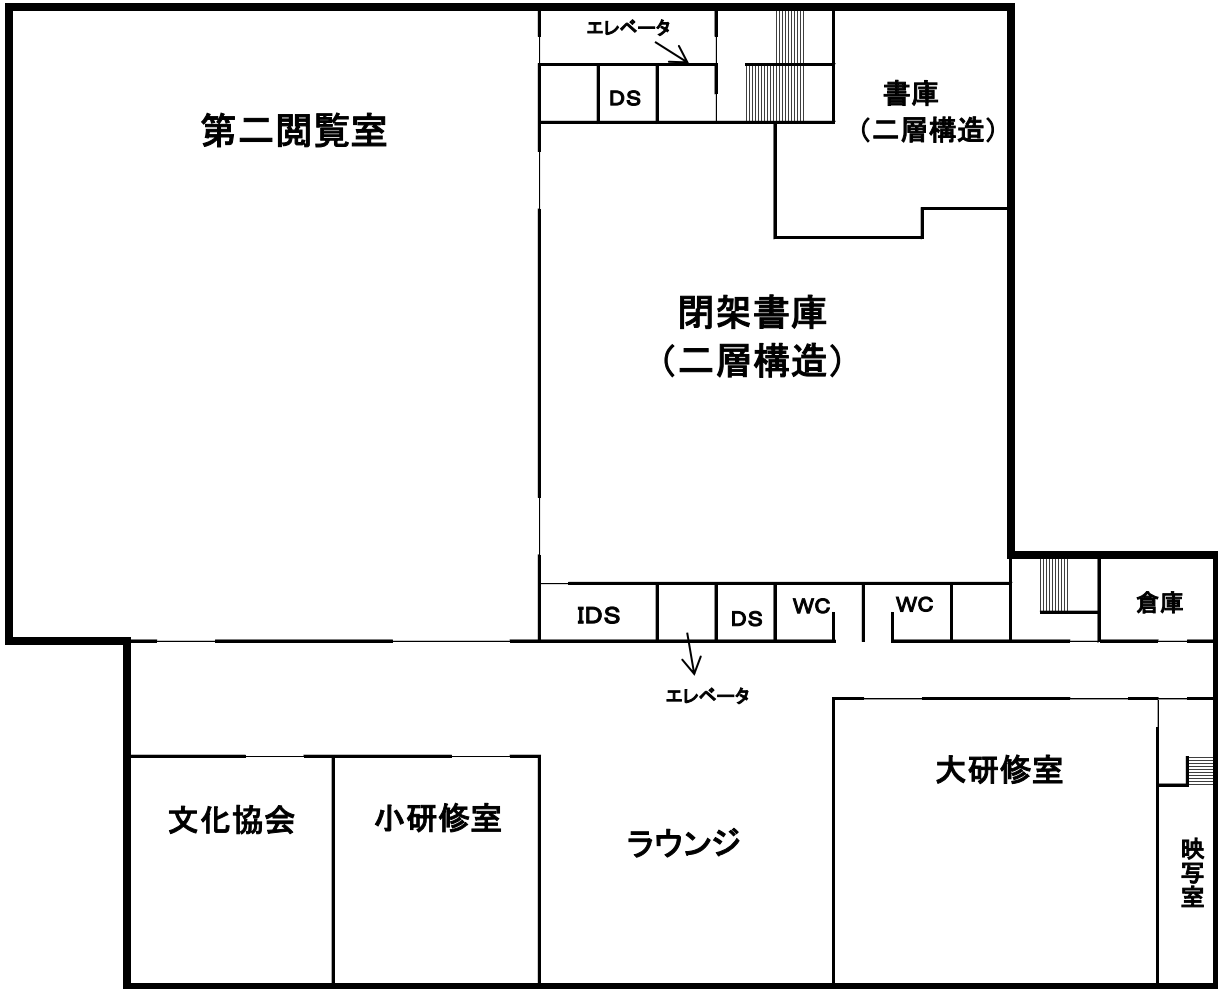 エレベータ
DS
書庫
（二層構造）
第二閲覧室
閉架書庫
（二層構造）
IDS
DS
WC
WC
倉庫
エレベータ
大研修室
文化協会
小研修室
ラウンジ
映写室